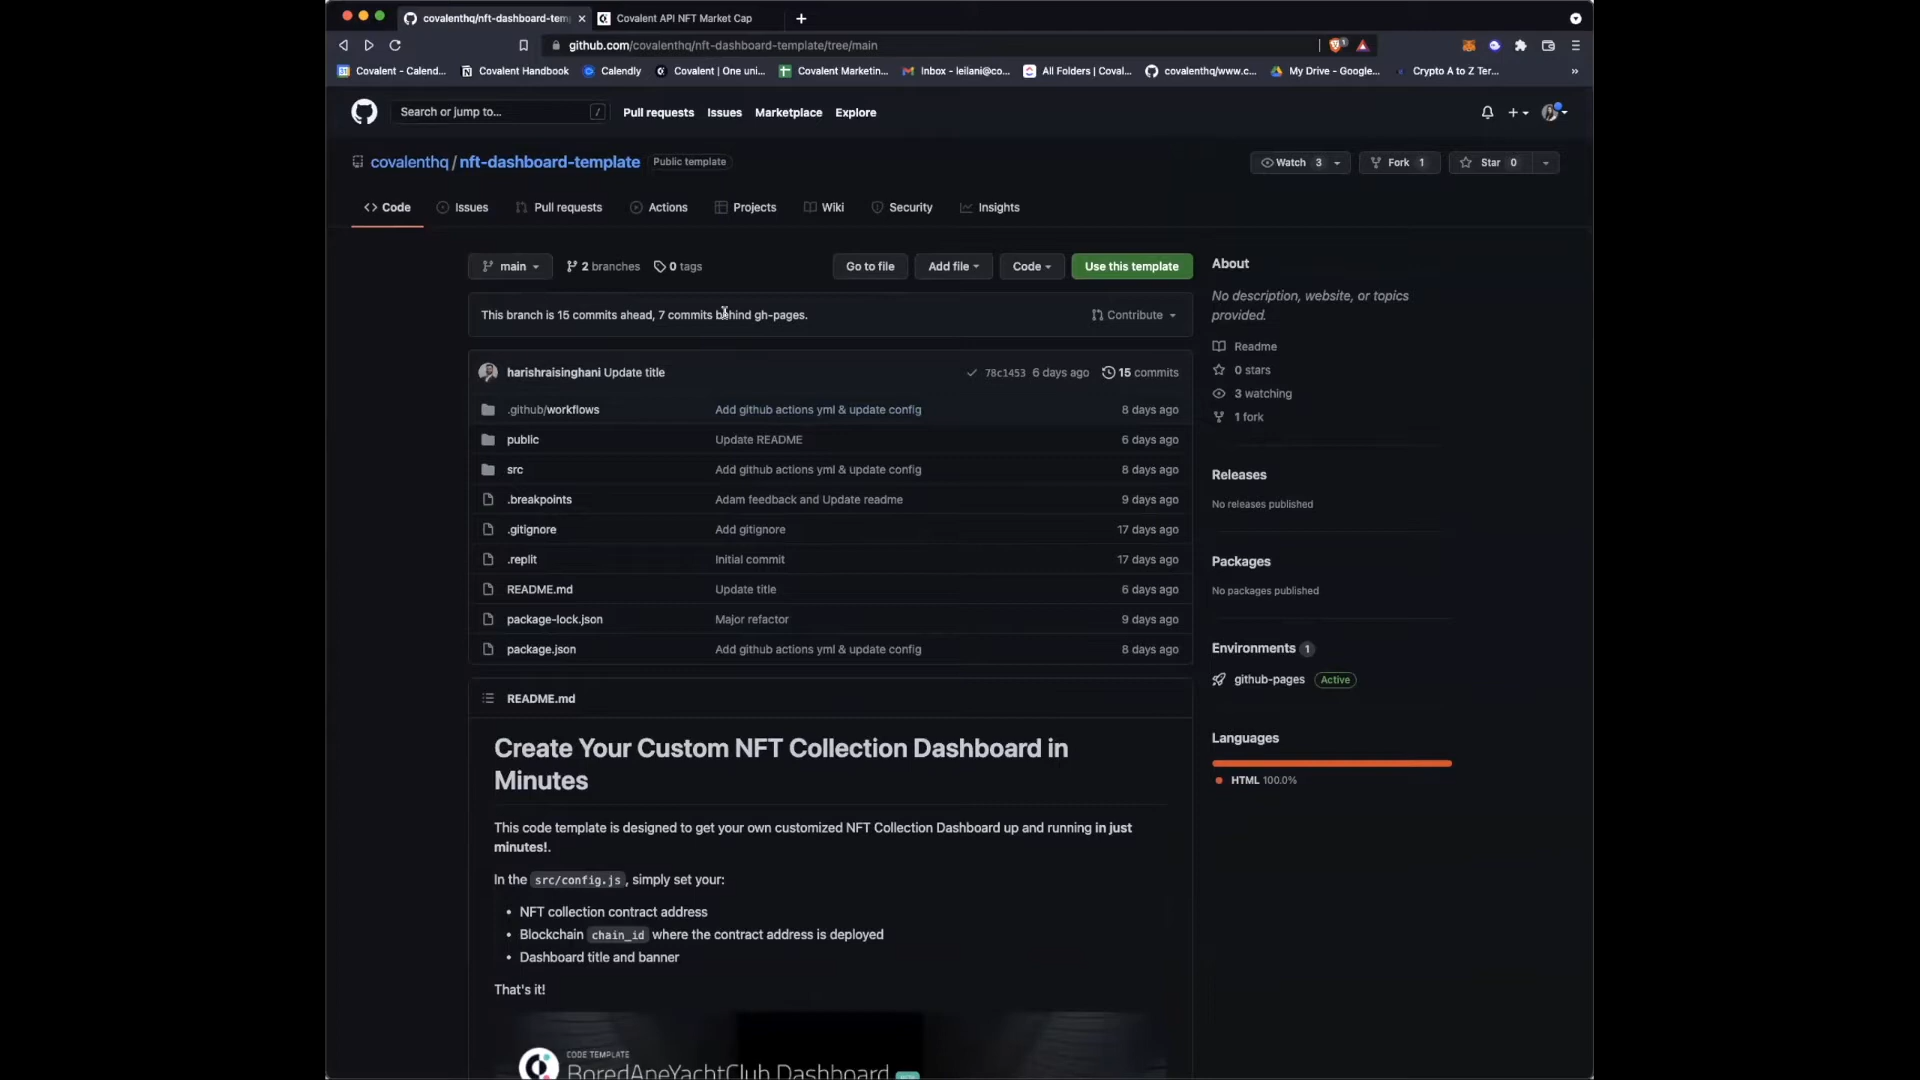 covalenthq/nft-dashboard-tem
Covalent API NFT Market Cap
github.com/covalenthq/nft-dashboard-template/tree/main
Covalent - Calend...
Covalent Handbook
Calendly
Covalent | One uni...
Covalent Marketin...
Inbox - leilani@co...
All Folders | Coval...
covalenthq/www.c...
My Drive - Google...
Crypto A to Z Ter...
»
Search or jump to...
/
Pull requests
Issues
Marketplace
Explore
covalenthq / nft-dashboard-template
Public template
Watch 3
Fork 1
Star 0
Code
Issues
Pull requests
Actions
Projects
Wiki
Security
Insights
main
2 branches
0 tags
Go to file
Add file
Code
Use this template
This branch is 15 commits ahead, 7 commits behind gh-pages.
Contribute
harishraisinghani Update title
78c1453 6 days ago
15 commits
.github/workflows
Add github actions yml & update config
8 days ago
public
Update README
6 days ago
src
Add github actions yml & update config
8 days ago
.breakpoints
Adam feedback and Update readme
9 days ago
.gitignore
Add gitignore
17 days ago
.replit
Initial commit
17 days ago
README.md
Update title
6 days ago
package-lock.json
Major refactor
9 days ago
package.json
Add github actions yml & update config
8 days ago
README.md
Create Your Custom NFT Collection Dashboard in
Minutes
This code template is designed to get your own customized NFT Collection Dashboard up and running in just
minutes!.
In the src/config.js, simply set your:
• NFT collection contract address
• Blockchain chain_id where the contract address is deployed
• Dashboard title and banner
That's it!
CODE TEMPLATE
BoredApeYachtClub Dashboard
About
No description, website, or topics
provided.
Readme
0 stars
3 watching
1 fork
Releases
No releases published
Packages
No packages published
Environments 1
github-pages Active
Languages
HTML 100.0%